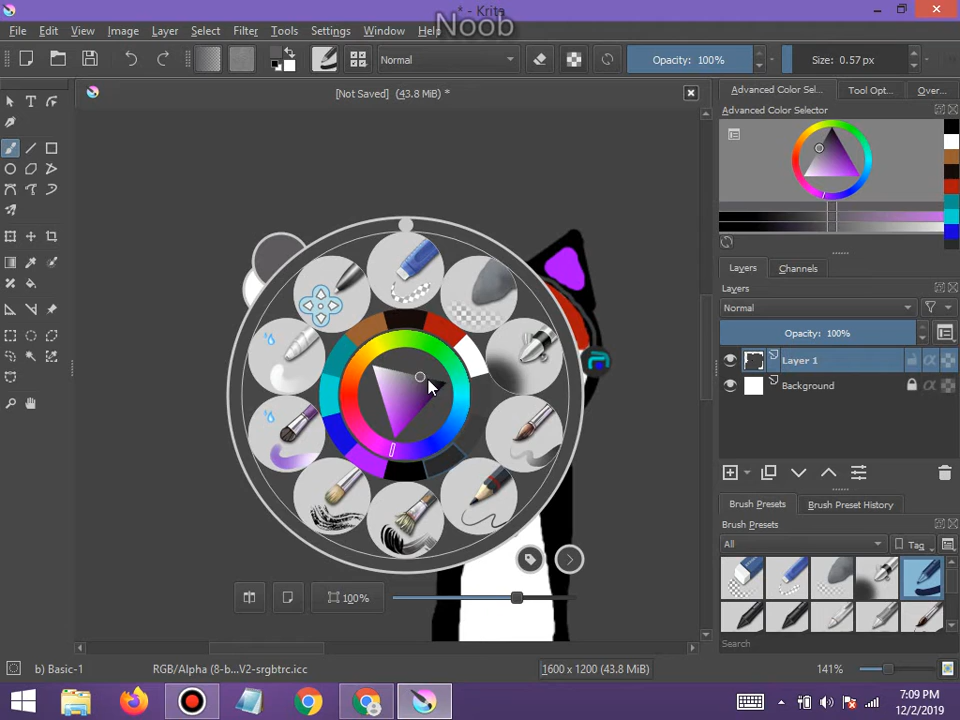 * - Krita
Noob
File Edit View Image Layer Select Filter Tools Settings Window Help
Normal
Opacity: 100%
Size: 0.57 px
[Not Saved] (43.8 MiB) *
Advanced Color Sel...
Tool Opt...
Over...
Advanced Color Selector
Layers
Channels
Layers
Normal
Opacity: 100%
Layer 1
Background
100%
Brush Presets
Brush Preset History
Brush Presets
All
Tag
Search
b) Basic-1
RGB/Alpha (8-b...V2-srgbtrc.icc
1600 x 1200 (43.8 MiB)
141%
7:09 PM
12/2/2019